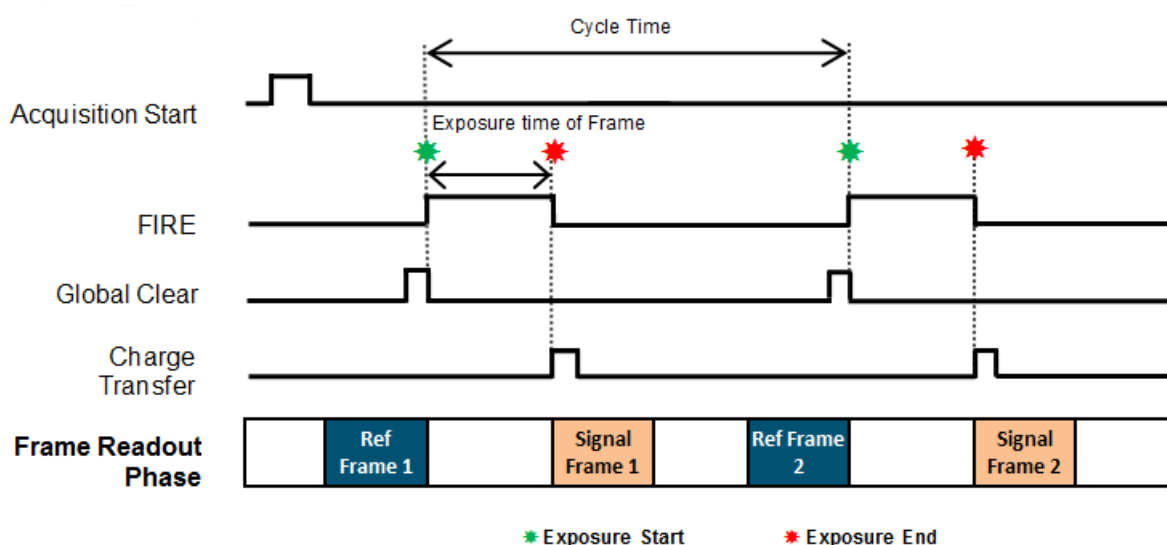 Cycle Time
Acquisition Start
Exposure time of Frame
FIRE
Global Clear
Charge
Transfer
Frame Readout
Phase
Ref
Frame 1
Signal
Frame 1
Ref Frame
2
Signal
Frame 2
Exposure Start
Exposure End